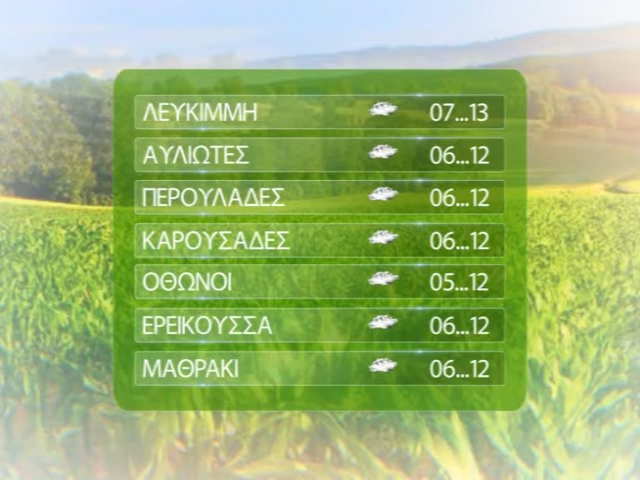 ΛΕΥΚΙΜΜΗ 07...13
ΑΥΛΙΩΤΕΣ 06...12
ΠΕΡΟΥΛΑΔΕΣ 06...12
ΚΑΡΟΥΣΑΔΕΣ 06...12
ΟΘΩΝΟΙ 05...12
ΕΡΕΙΚΟΥΣΣΑ 06...12
ΜΑΘΡΑΚΙ 06...12